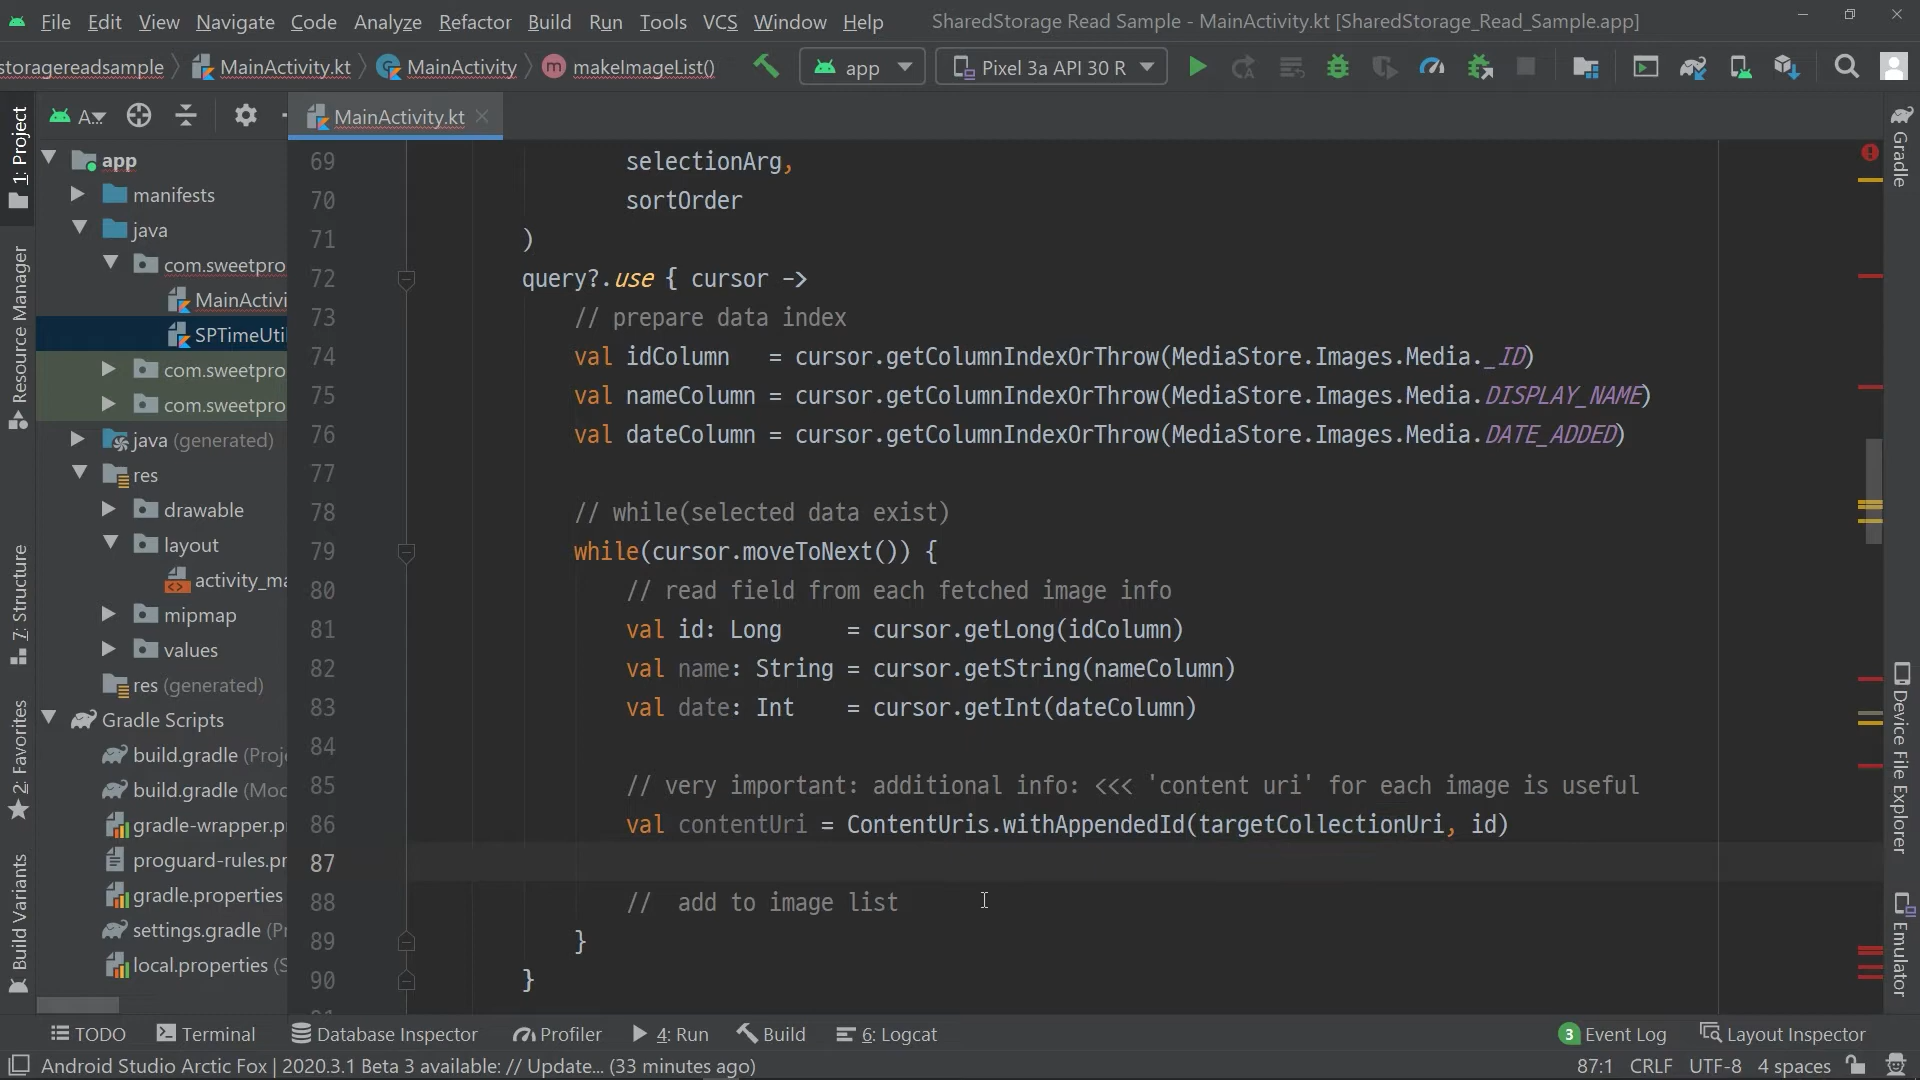 File Edit View Navigate Code Analyze Refactor Build Run Tools VCS Window Help SharedStorage Read Sample - MainActivity.kt [SharedStorage_Read_Sample.app]
storagereadsample MainActivity.kt MainActivity makeImageList() app Pixel 3a API 30 R
1: Project
Resource Manager
7: Structure
2: Favorites
Build Variants
A...
app
manifests
java
com.sweetpro
MainActivi
SPTimeUti
com.sweetpro
com.sweetpro
java (generated)
res
drawable
layout
activity_ma
mipmap
values
res (generated)
Gradle Scripts
build.gradle (Proj
build.gradle (Moc
gradle-wrapper.p
proguard-rules.pr
gradle.properties
settings.gradle (Pr
local.properties (S
MainActivity.kt
69 selectionArg,
70 sortOrder
71 )
72 query?.use { cursor ->
73 // prepare data index
74 val idColumn   = cursor.getColumnIndexOrThrow(MediaStore.Images.Media._ID)
75 val nameColumn = cursor.getColumnIndexOrThrow(MediaStore.Images.Media.DISPLAY_NAME)
76 val dateColumn = cursor.getColumnIndexOrThrow(MediaStore.Images.Media.DATE_ADDED)
77
78 // while(selected data exist)
79 while(cursor.moveToNext()) {
80 // read field from each fetched image info
81 val id: Long     = cursor.getLong(idColumn)
82 val name: String = cursor.getString(nameColumn)
83 val date: Int    = cursor.getInt(dateColumn)
84
85 // very important: additional info: <<< 'content uri' for each image is useful
86 val contentUri = ContentUris.withAppendedId(targetCollectionUri, id)
87
88 //  add to image list
89 }
90 }
Gradle
Device File Explorer
Emulator
TODO Terminal Database Inspector Profiler 4: Run Build 6: Logcat 3 Event Log Layout Inspector
Android Studio Arctic Fox | 2020.3.1 Beta 3 available: // Update... (33 minutes ago) 87:1 CRLF UTF-8 4 spaces